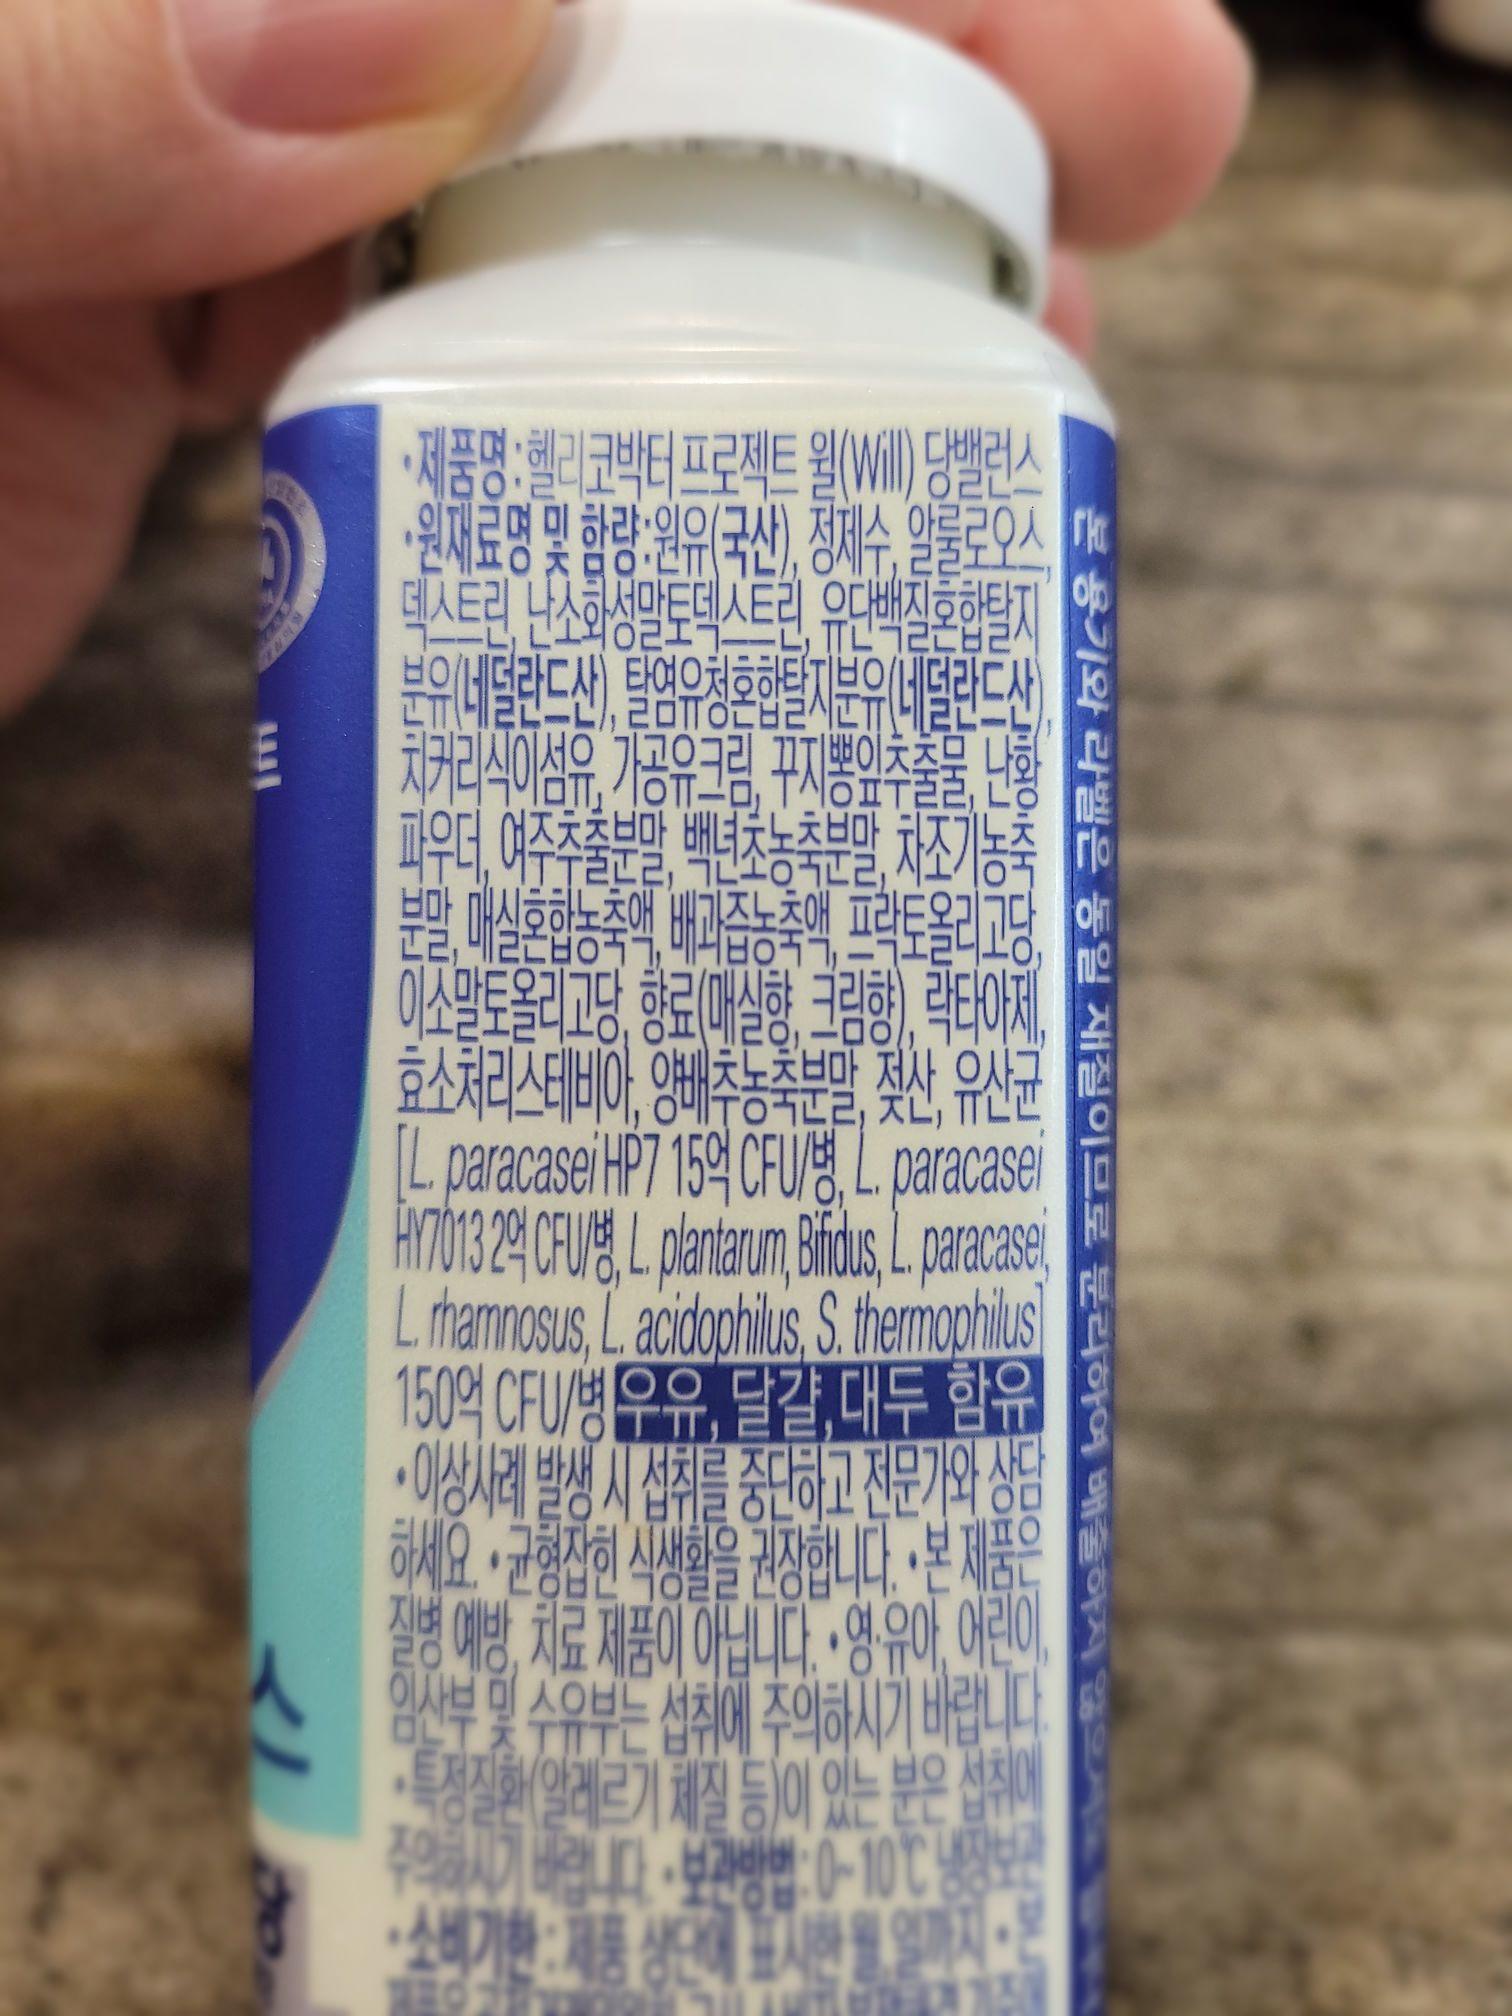 •제품명:헬리코박터 프로젝트 윌(Will) 당밸런스
•원재료명 및 함량:원유(국산), 정제수, 알룰로오스,
덱스트린, 난소화성말토덱스트린, 유단백질혼합탈지
분유(네덜란드산), 탈염유청혼합탈지분유(네덜란드산),
치커리식이섬유, 가공유크림, 꾸지뽕잎추출물, 난황
파우더, 여주추출분말, 백년초농축분말, 차조기농축
분말, 매실혼합농축액, 배과즙농축액, 프락토올리고당,
이소말토올리고당, 향료(매실향, 크림향), 락타아제,
효소처리스테비아, 양배추농축분말, 젖산, 유산균
[L. paracasei HP7 15억 CFU/병, L. paracasei
HY7013 2억 CFU/병, L. plantarum, Bifidus, L. paracasei,
L. rhamnosus, L. acidophilus, S. thermophilus]
150억 CFU/병 우유, 달걀, 대두 함유
•이상사례 발생 시 섭취를 중단하고 전문가와 상담
하세요. •균형잡힌 식생활을 권장합니다. •본 제품은
질병 예방, 치료 제품이 아닙니다. •영·유아, 어린이,
임산부 및 수유부는 섭취에 주의하시기 바랍니다.
•특정질환(알레르기 체질 등)이 있는 분은 섭취에
주의하시기 바랍니다. •보관방법:0~10℃ 냉장보관
•소비기한:제품 상단에 표시한 월,일까지 •본
본 용기와 라벨은 동일 재질이므로 분리하여 배출하지
스
당